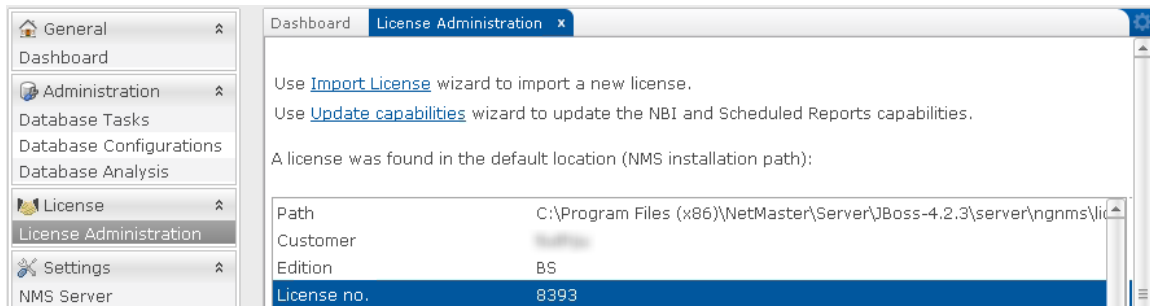 General
Dashboard
Administration
Database Tasks
Database Configurations
Database Analysis
License
License Administration
Settings
NMS Server
Dashboard License Administration x
Use Import License wizard to import a new license.
Use Update capabilities wizard to update the NBI and Scheduled Reports capabilities.
A license was found in the default location (NMS installation path):
Path C:\Program Files (x86)\NetMaster\Server\JBoss-4.2.3\server\ngnms\lic
Customer
Edition BS
License no. 8393